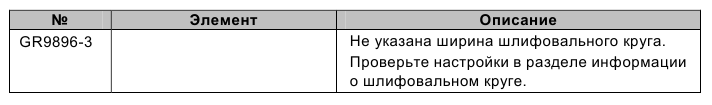 № Элемент Описание
GR9896-3 Не указана ширина шлифовального круга.
Проверьте настройки в разделе информации
о шлифовальном круге.